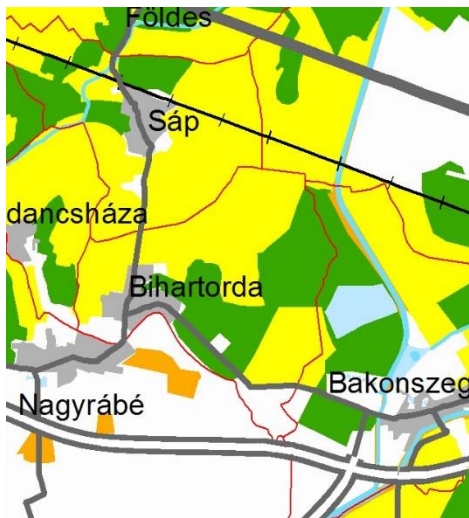 Földes
Sáp
dancsháza
Bihartorda
Bakonszeg
Nagyrábé